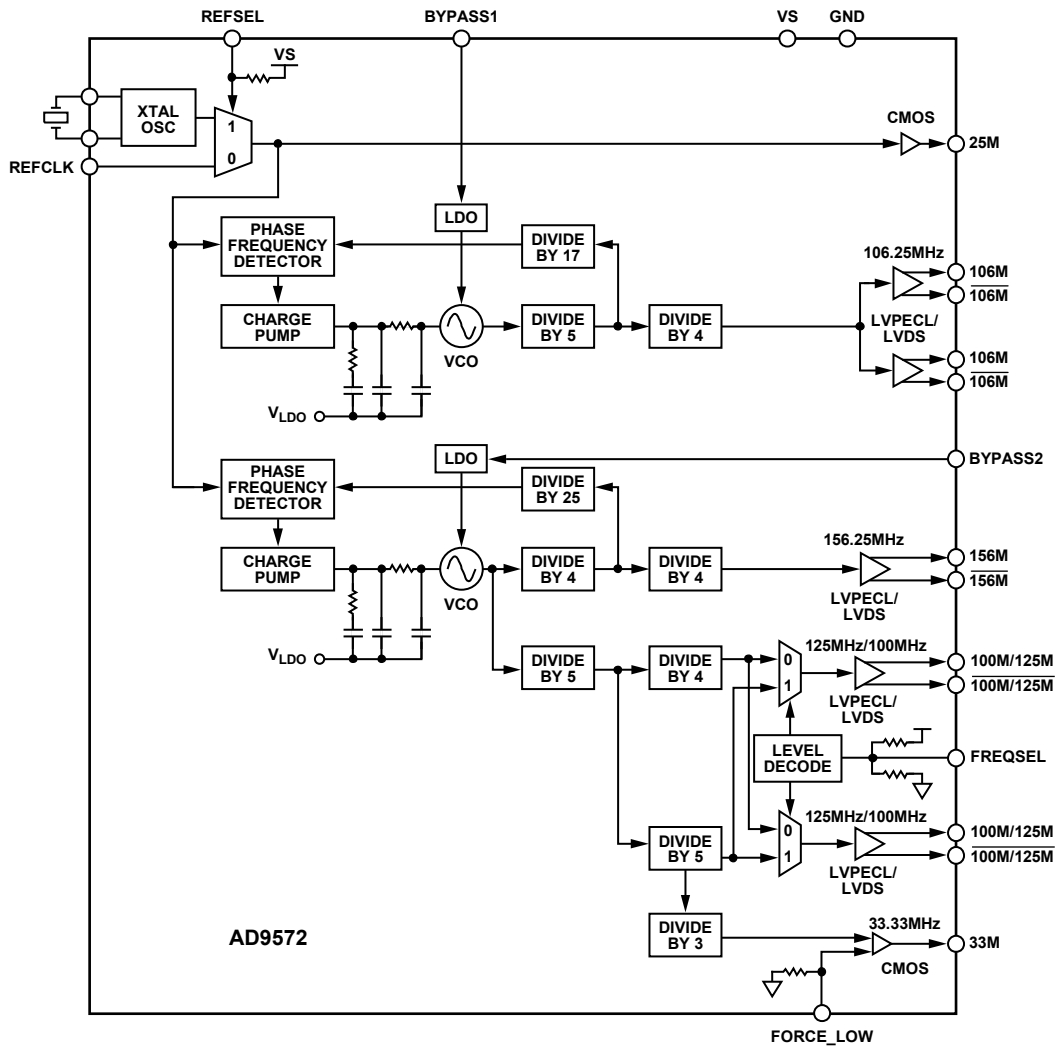 REFSEL
BYPASS1
VS
GND
VS
XTAL
OSC
1
0
REFCLK
CMOS
25M
LDO
PHASE
FREQUENCY
DETECTOR
DIVIDE
BY 17
106.25MHz
106M
106M
CHARGE
PUMP
VCO
DIVIDE
BY 5
DIVIDE
BY 4
LVPECL/
LVDS
106M
106M
VLDO
LDO
BYPASS2
PHASE
FREQUENCY
DETECTOR
DIVIDE
BY 25
156.25MHz
156M
156M
CHARGE
PUMP
VCO
DIVIDE
BY 4
DIVIDE
BY 4
LVPECL/
LVDS
VLDO
DIVIDE
BY 5
DIVIDE
BY 4
0
1
125MHz/100MHz
100M/125M
100M/125M
LVPECL/
LVDS
LEVEL
DECODE
FREQSEL
DIVIDE
BY 5
0
1
125MHz/100MHz
100M/125M
100M/125M
LVPECL/
LVDS
AD9572
DIVIDE
BY 3
33.33MHz
33M
CMOS
FORCE_LOW